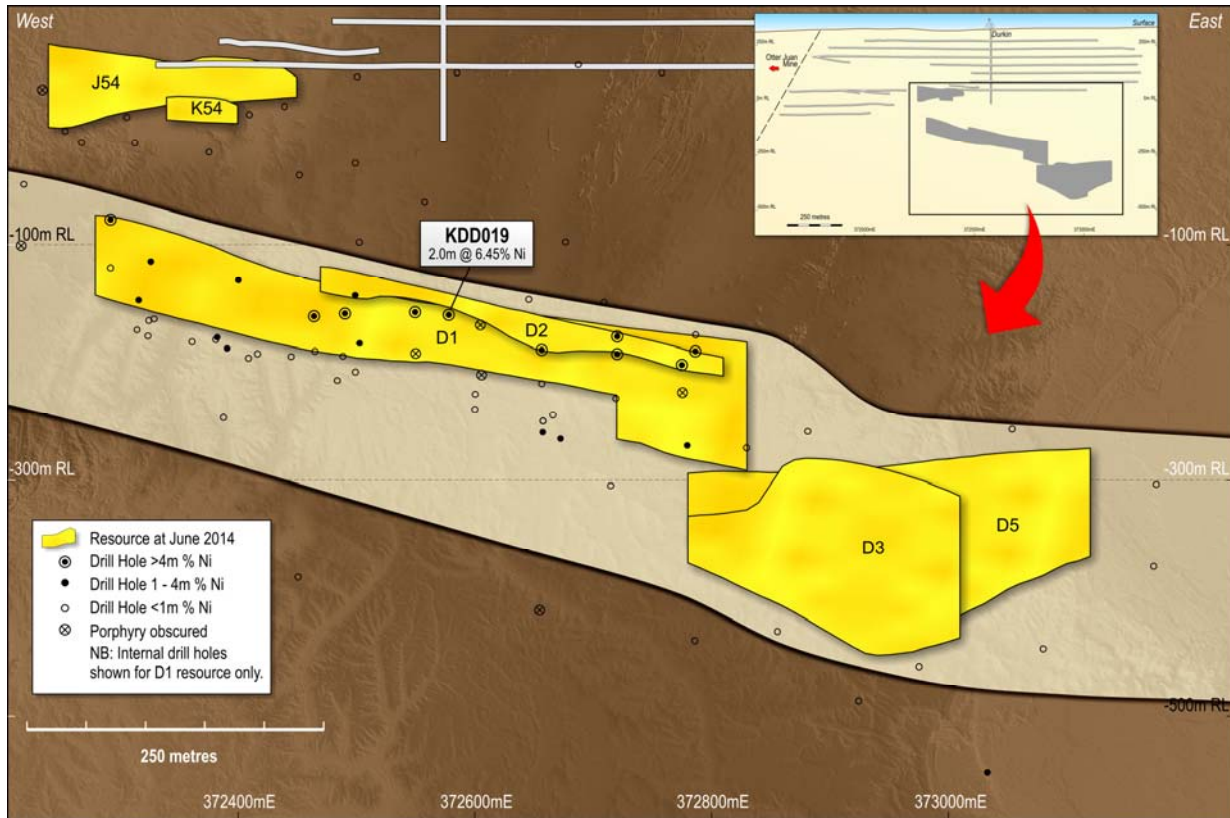 West
East
Surface
Durkin
Otter Juan
Mine
250 metres
J54
K54
-100m RL
-100m RL
KDD019
2.0m @ 6.45% Ni
D1
D2
-300m RL
-300m RL
D3
D5
Resource at June 2014
Drill Hole >4m % Ni
Drill Hole 1 - 4m % Ni
Drill Hole <1m % Ni
Porphyry obscured
NB: Internal drill holes
shown for D1 resource only.
-500m RL
250 metres
372400mE
372600mE
372800mE
373000mE